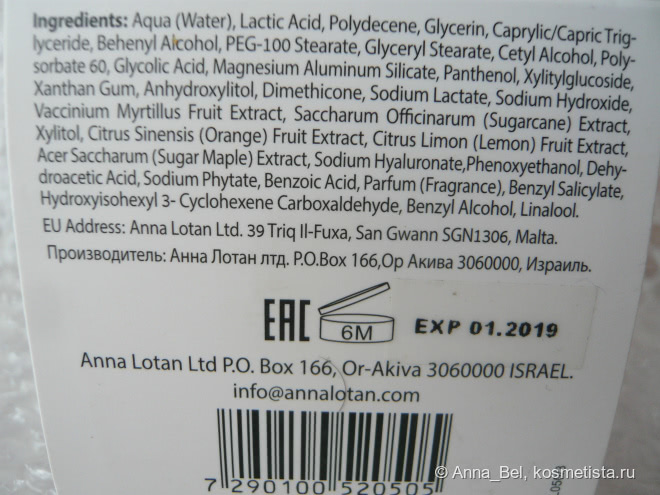 Ingredients: Aqua (Water), Lactic Acid, Polydecene, Glycerin, Caprylic/Capric Trig-
lyceride, Behenyl Alcohol, PEG-100 Stearate, Glyceryl Stearate, Cetyl Alcohol, Poly-
sorbate 60, Glycolic Acid, Magnesium Aluminum Silicate, Panthenol, Xylitylglucoside,
Xanthan Gum, Anhydroxylitol, Dimethicone, Sodium Lactate, Sodium Hydroxide,
Vaccinium Myrtillus Fruit Extract, Saccharum Officinarum (Sugarcane) Extract,
Xylitol, Citrus Sinensis (Orange) Fruit Extract, Citrus Limon (Lemon) Fruit Extract,
Acer Saccharum (Sugar Maple) Extract, Sodium Hyaluronate,Phenoxyethanol, Dehy-
droacetic Acid, Sodium Phytate, Benzoic Acid, Parfum (Fragrance), Benzyl Salicylate,
Hydroxyisohexyl 3- Cyclohexene Carboxaldehyde, Benzyl Alcohol, Linalool.
EU Address: Anna Lotan Ltd. 39 Triq Il-Fuxa, San Gwann SGN1306, Malta.
Производитель: Анна Лотан лтд. P.O.Box 166,Ор Акива 3060000, Израиль.
EAC 6M EXP 01.2019
Anna Lotan Ltd P.O. Box 166, Or-Akiva 3060000 ISRAEL.
info@annalotan.com
7 290100 520505
© Anna_Bel, kosmetista.ru